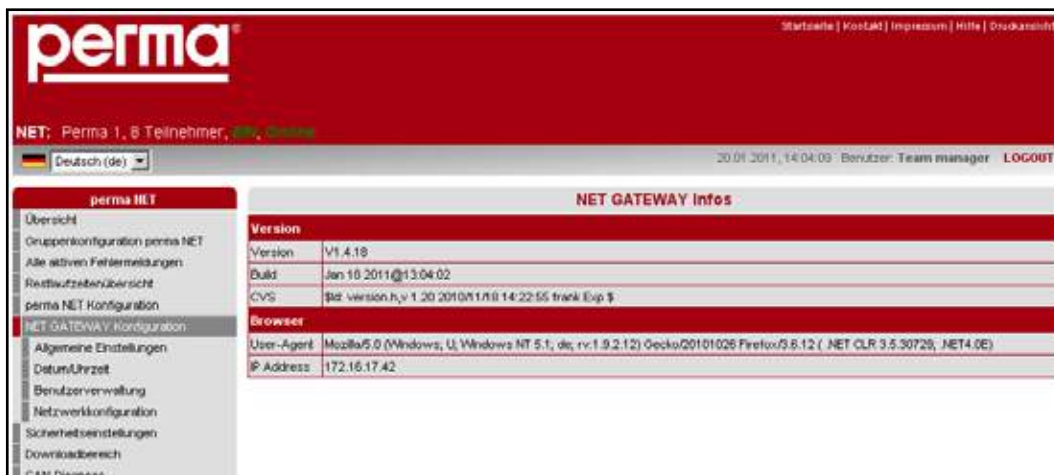 Startseite | Kontakt | Impressum | Hilfe | Druckansicht
perma®
NET: Perma 1, 8 Teilnehmer, Online
Deutsch (de)
20.01.2011, 14:04:09 Benutzer: Team manager LOGOUT
perma NET
Übersicht
Gruppenkonfiguration perma NET
Alle aktiven Fehlermeldungen
Restlaufzeitenübersicht
perma NET Konfiguration
NET GATEWAY Konfiguration
Allgemeine Einstellungen
Datum/Uhrzeit
Benutzerverwaltung
Netzwerkkonfiguration
Sicherheitseinstellungen
Downloadbereich
CAN Diagnose
NET GATEWAY Infos
Version
Version V1.4.18
Build Jan 18 2011@13:04:02
CVS $Id: version.h,v 1.20 2010/11/18 14:22:55 frank Exp $
Browser
User-Agent Mozilla/5.0 (Windows; U; Windows NT 5.1; de; rv:1.9.2.12) Gecko/20101026 Firefox/3.6.12 ( .NET CLR 3.5.30729; .NET4.0E)
IP Address 172.16.17.42